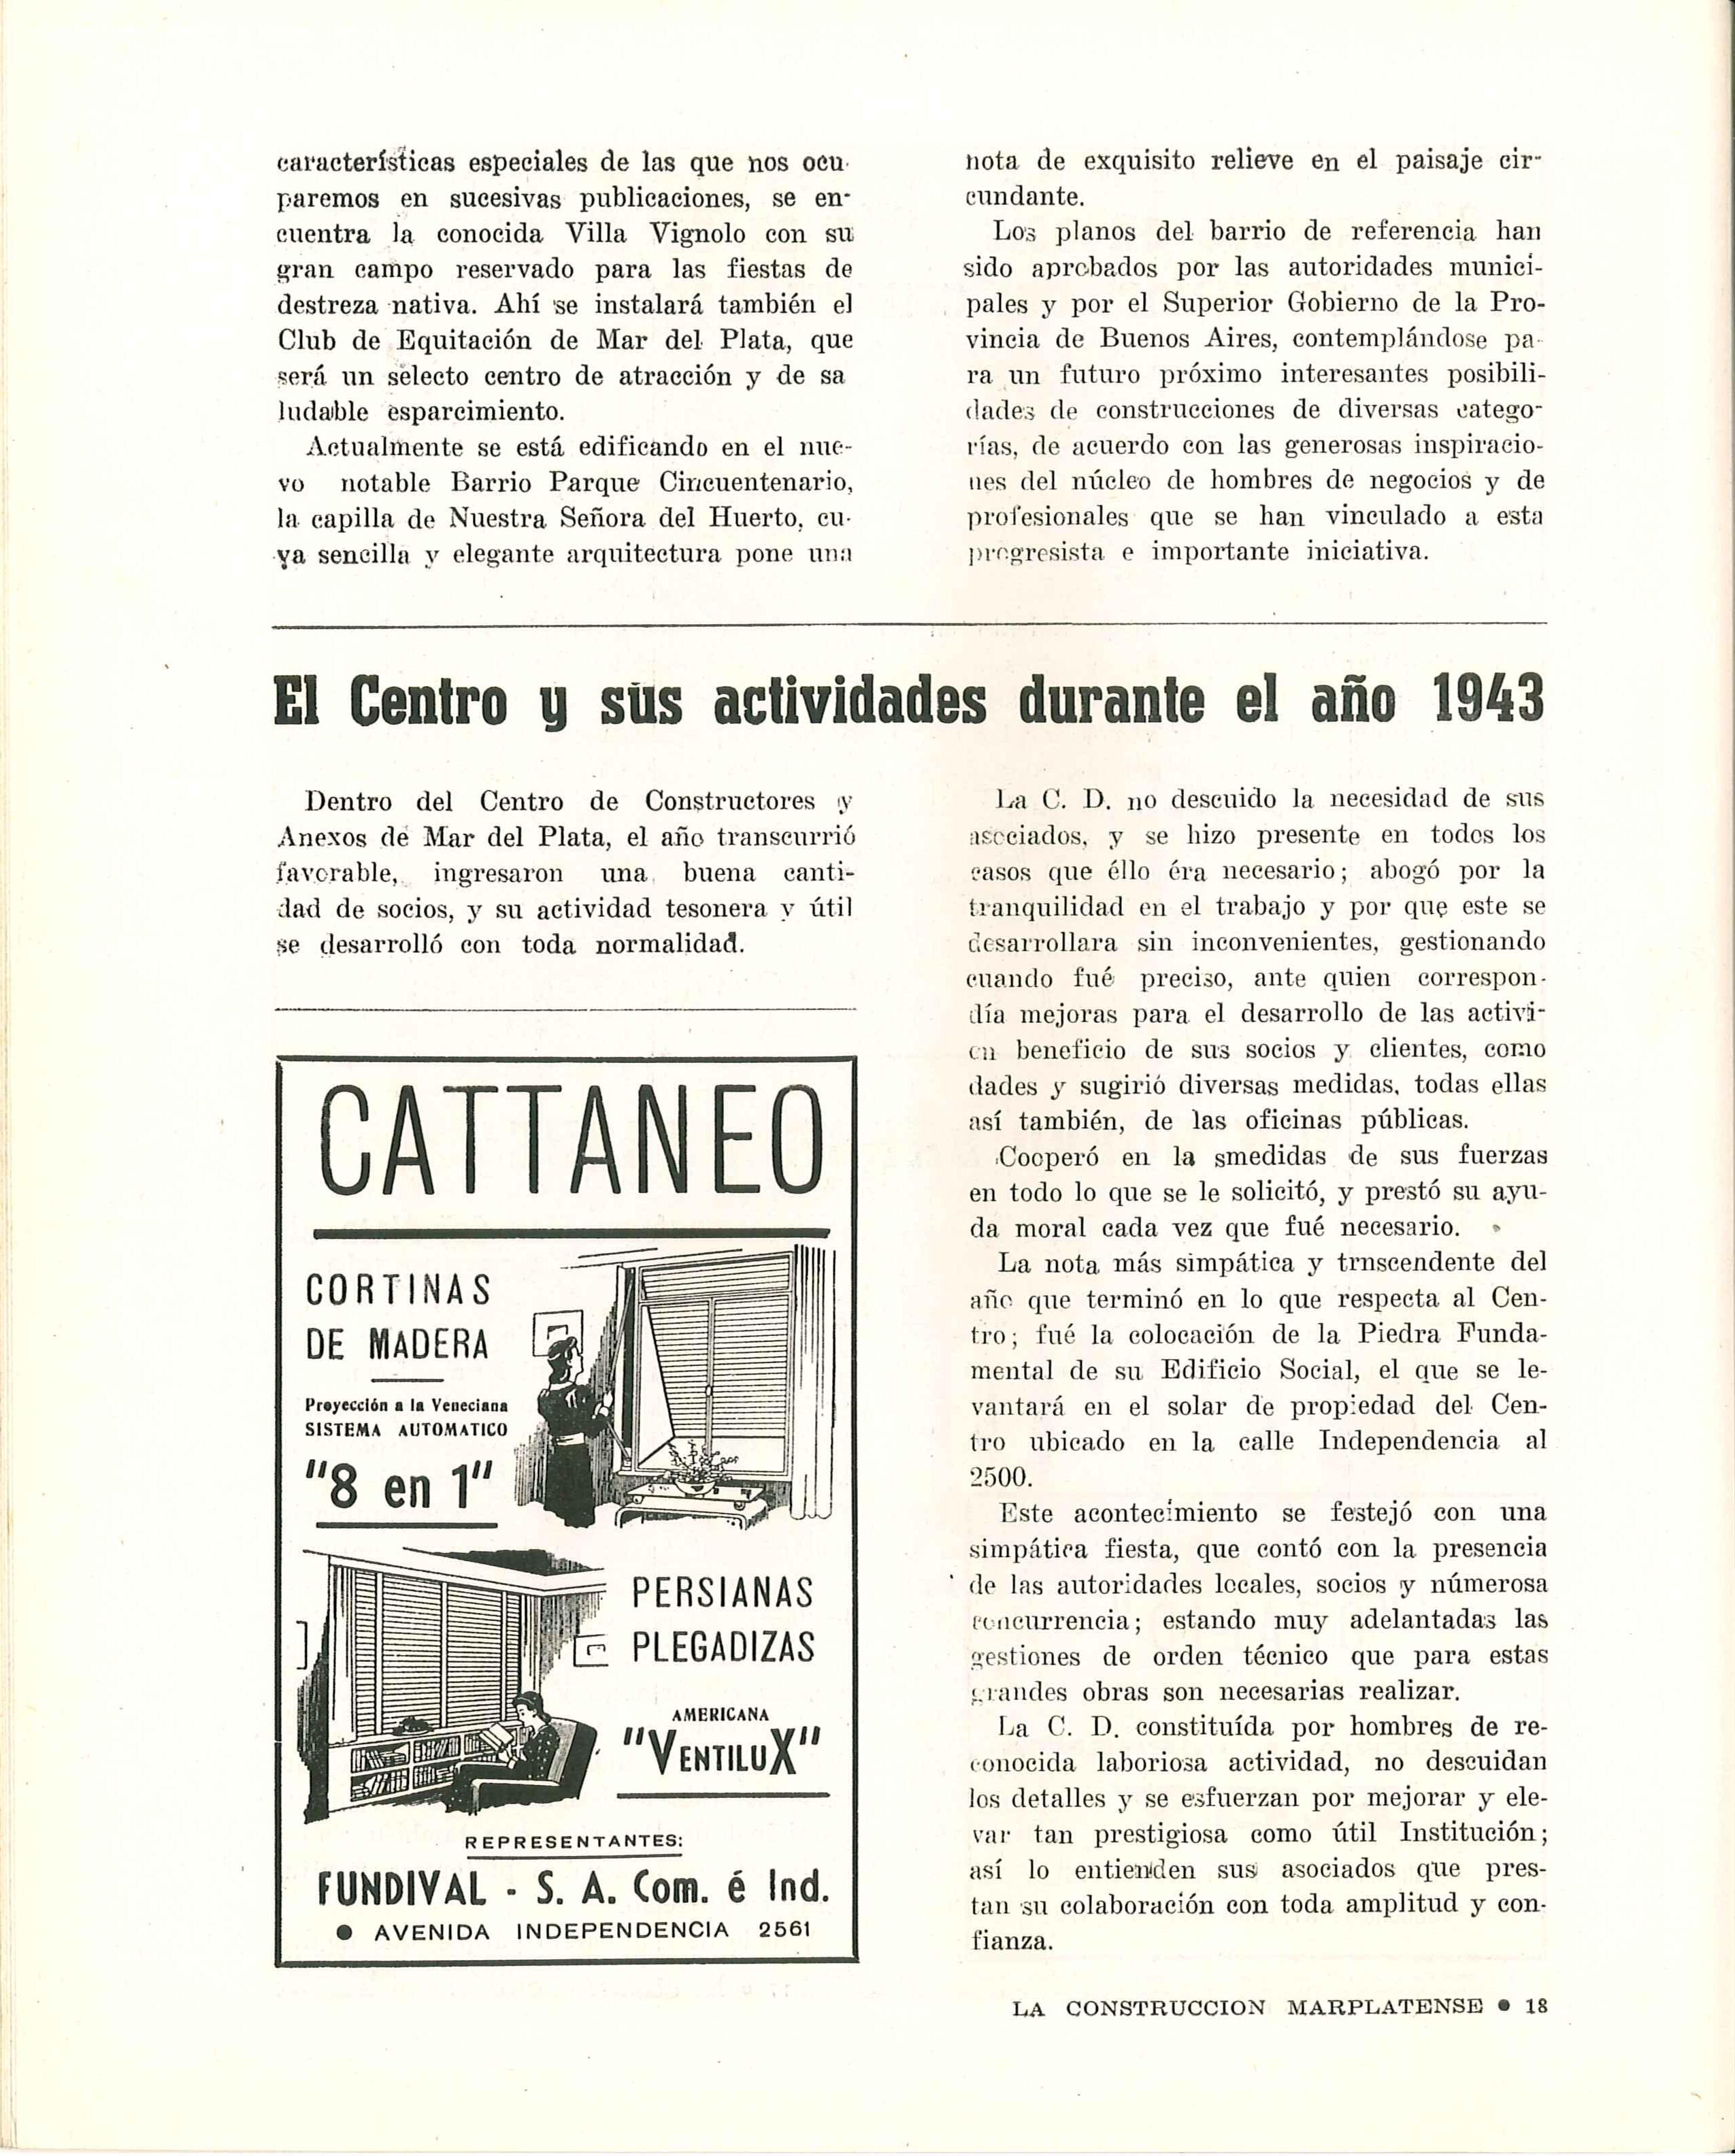 características especiales de las que nos ocu-
paremos en sucesivas publicaciones, se en-
cuentra la conocida Villa Vignolo con su
gran campo reservado para las fiestas de
destreza nativa. Ahí se instalará también el
Club de Equitación de Mar del Plata, que
será un selecto centro de atracción y de sa
ludable esparcimiento.
Actualmente se está edificando en el nue-
vo notable Barrio Parque Cincuentenario,
la capilla de Nuestra Señora del Huerto, cu-
ya sencilla y elegante arquitectura pone una
nota de exquisito relieve en el paisaje cir-
cundante.
Los planos del barrio de referencia han
sido aprobados por las autoridades munici-
pales y por el Superior Gobierno de la Pro-
vincia de Buenos Aires, contemplándose pa-
ra un futuro próximo interesantes posibili-
dades de construcciones de diversas catego-
rías, de acuerdo con las generosas inspiracio-
nes del núcleo de hombres de negocios y de
profesionales que se han vinculado a esta
progresista e importante iniciativa.
El Centro y sus actividades durante el año 1943
Dentro del Centro de Constructores y
Anexos de Mar del Plata, el año transcurrió
favorable, ingresaron una buena canti-
dad de socios, y su actividad tesonera y útil
se desarrolló con toda normalidad.
CATTANEO
CORTINAS
DE MADERA
Proyección a la Veneciana
SISTEMA AUTOMATICO
"8 en 1"
PERSIANAS
PLEGADIZAS
AMERICANA
"VENTILUX"
REPRESENTANTES:
FUNDIVAL - S. A. Com. é Ind.
● AVENIDA INDEPENDENCIA 2561
La C. D. no descuido la necesidad de sus
asociados, y se hizo presente en todos los
casos que éllo éra necesario; abogó por la
tranquilidad en el trabajo y por que este se
desarrollara sin inconvenientes, gestionando
cuando fué preciso, ante quien correspon-
día mejoras para el desarrollo de las activi-
en beneficio de sus socios y clientes, como
dades y sugirió diversas medidas, todas ellas
así también, de las oficinas públicas.
Cooperó en la smedidas de sus fuerzas
en todo lo que se le solicitó, y prestó su ayu-
da moral cada vez que fué necesario.
La nota más simpática y trnscendente del
año que terminó en lo que respecta al Cen-
tro; fué la colocación de la Piedra Funda-
mental de su Edificio Social, el que se le-
vantará en el solar de propiedad del Cen-
tro ubicado en la calle Independencia al
2500.
Este acontecimiento se festejó con una
simpática fiesta, que contó con la presencia
de las autoridades locales, socios y númerosa
concurrencia; estando muy adelantadas las
gestiones de orden técnico que para estas
grandes obras son necesarias realizar.
La C. D. constituída por hombres de re-
conocida laboriosa actividad, no descuidan
los detalles y se esfuerzan por mejorar y ele-
var tan prestigiosa como útil Institución;
así lo entienden sus asociados que pres-
tan su colaboración con toda amplitud y con-
fianza.
LA CONSTRUCCION MARPLATENSE ● 18